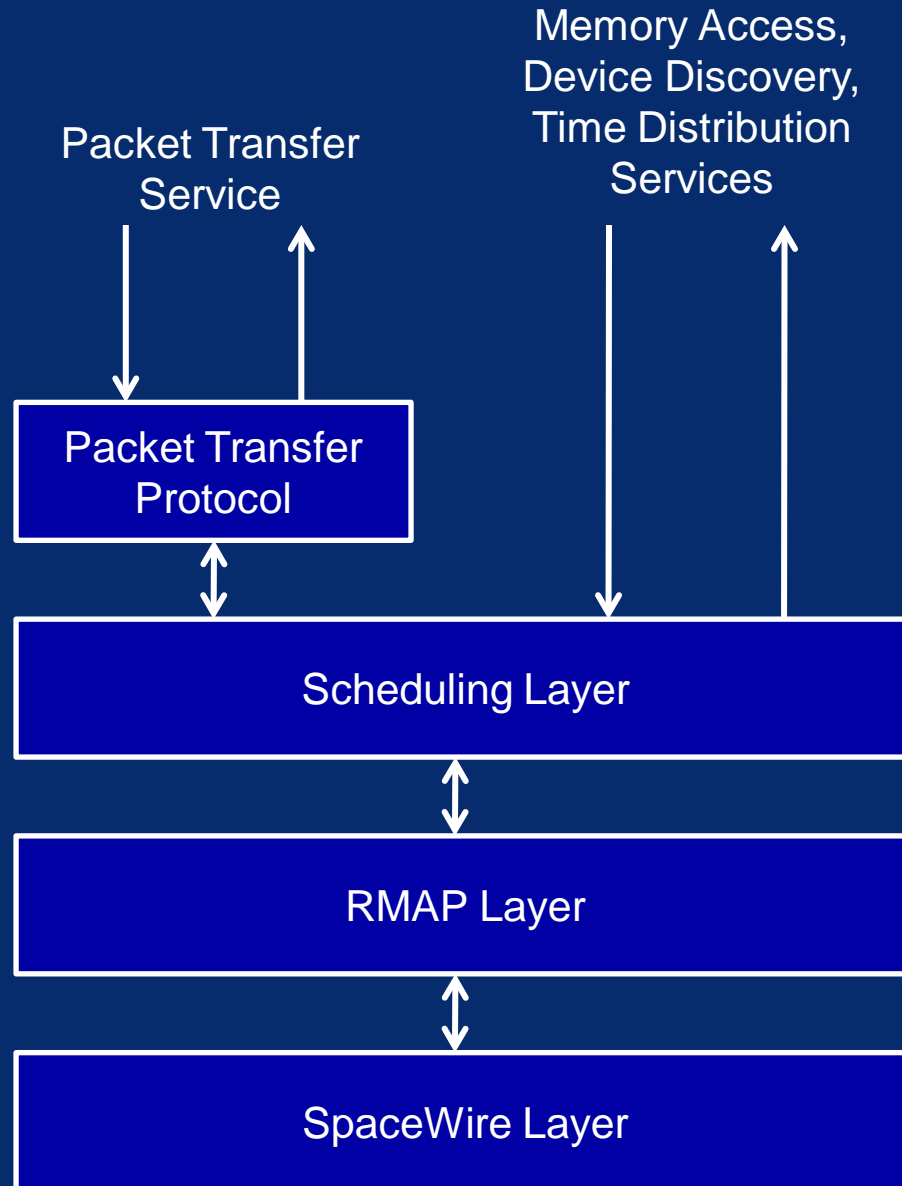 Packet Transfer
Service
Memory Access,
Device Discovery,
Time Distribution
Services
Packet Transfer
Protocol
Scheduling Layer
RMAP Layer
SpaceWire Layer